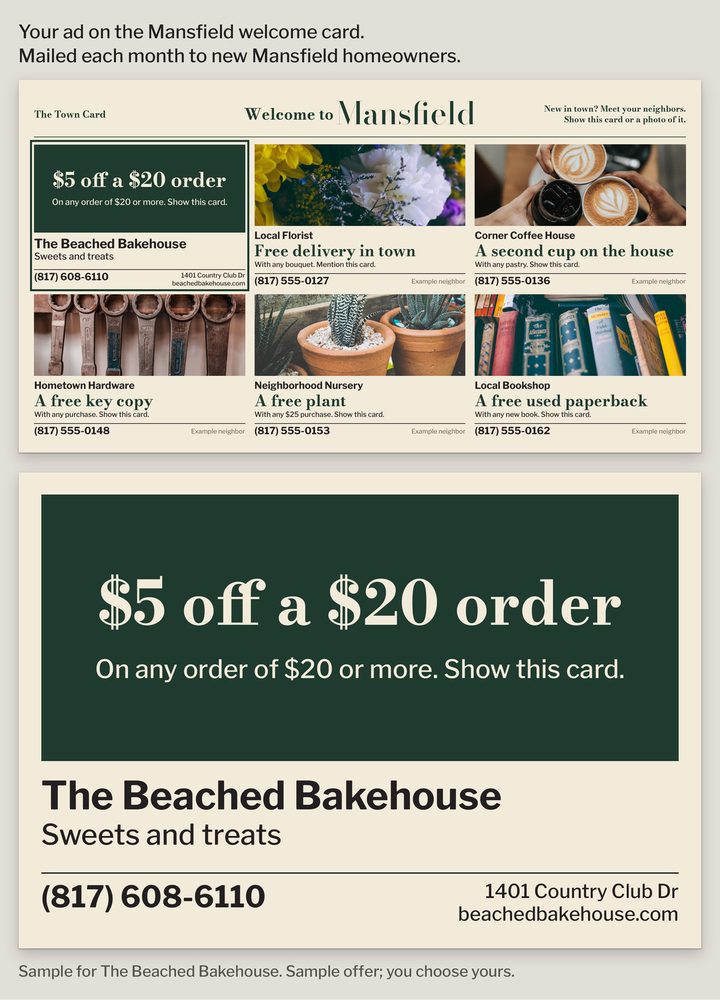 Your ad on the Mansfield welcome card.
Mailed each month to new Mansfield homeowners.
The Town Card
Welcome to Mansfield
New in town? Meet your neighbors.
Show this card or a photo of it.
$5 off a $20 order
On any order of $20 or more. Show this card.
The Beached Bakehouse
Sweets and treats
(817) 608-6110
1401 Country Club Dr
beachedbakehouse.com
Local Florist
Free delivery in town
With any bouquet. Mention this card.
(817) 555-0127
Example neighbor
Corner Coffee House
A second cup on the house
With any pastry. Show this card.
(817) 555-0136
Example neighbor
Hometown Hardware
A free key copy
With any purchase. Show this card.
(817) 555-0148
Example neighbor
Neighborhood Nursery
A free plant
With any $25 purchase. Show this card.
(817) 555-0153
Example neighbor
Local Bookshop
A free used paperback
With any new book. Show this card.
(817) 555-0162
Example neighbor
$5 off a $20 order
On any order of $20 or more. Show this card.
The Beached Bakehouse
Sweets and treats
(817) 608-6110
1401 Country Club Dr
beachedbakehouse.com
Sample for The Beached Bakehouse. Sample offer; you choose yours.